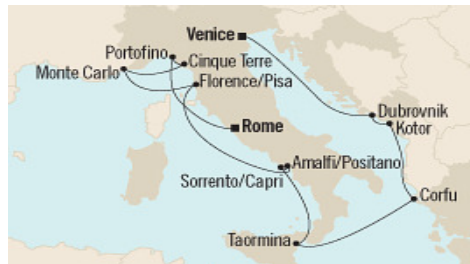 Venice
Portofino
Cinque Terre
Monte Carlo
Florence/Pisa
Dubrovnik
Rome
Kotor
Amalfi/Positano
Sorrento/Capri
Corfu
Taormina